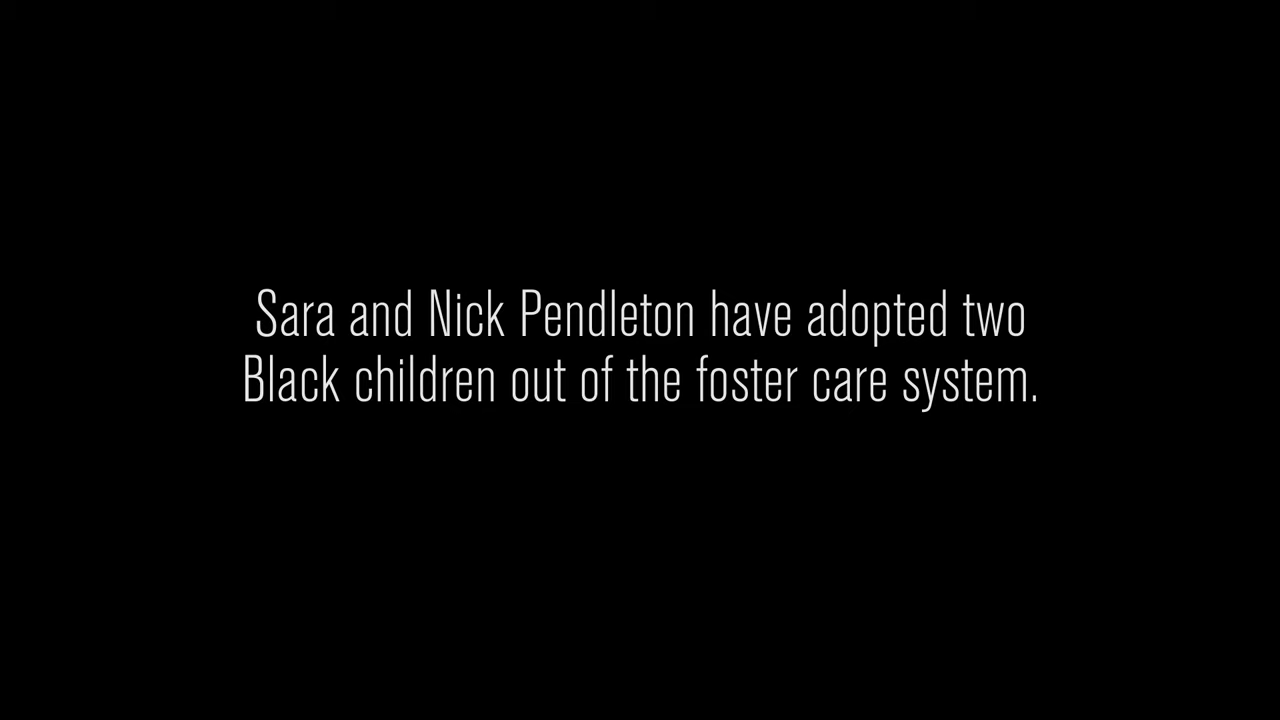 Sara and Nick Pendleton have adopted two
Black children out of the foster care system.